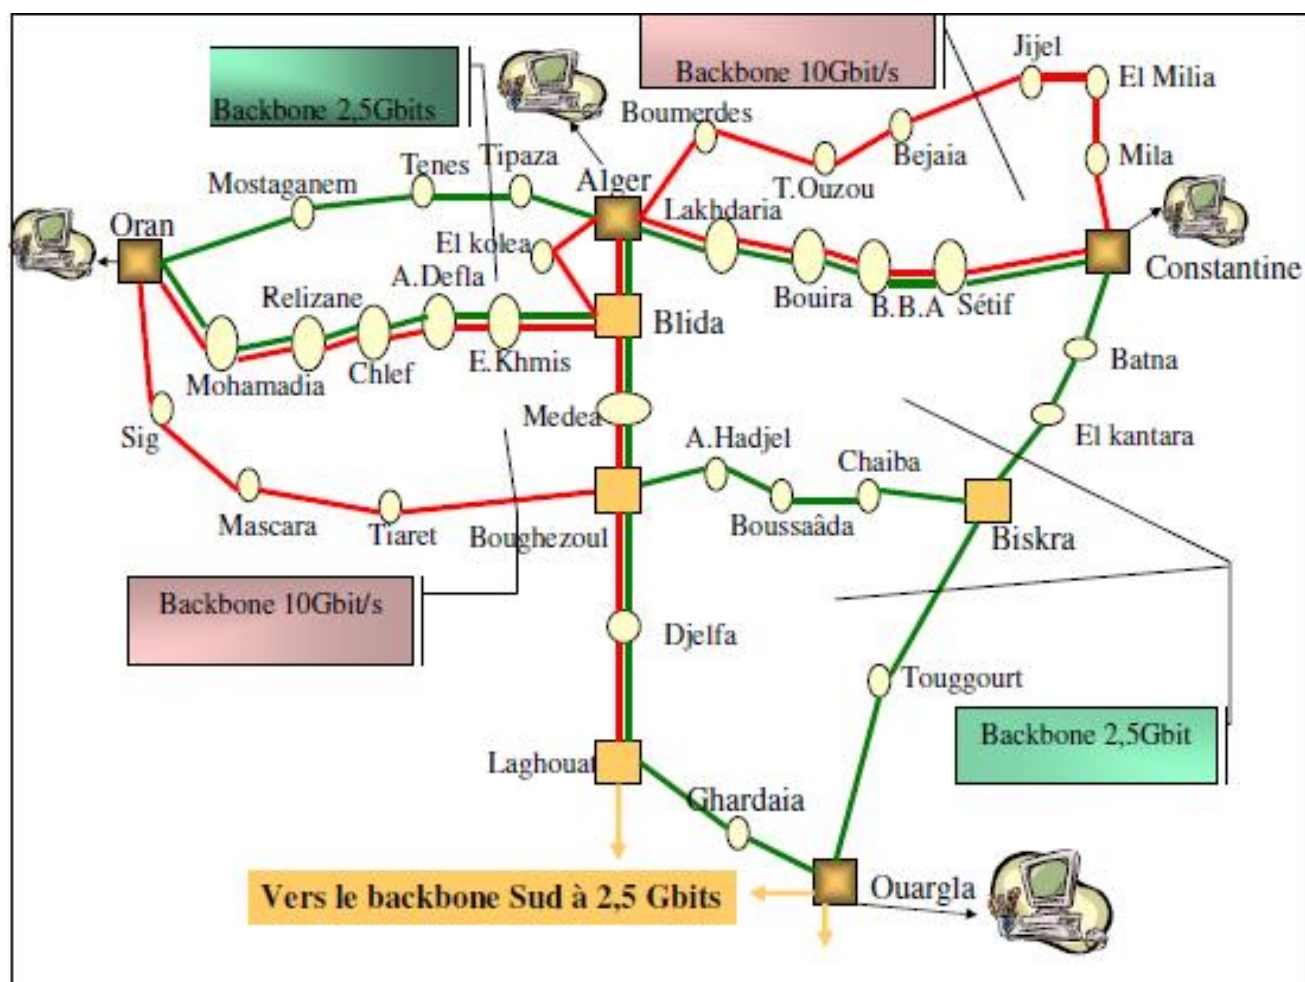 Backbone 2,5Gbits
Backbone 10Gbit/s
Jijel
El Milia
Boumerdes
Bejaia
Mila
T.Ouzou
Tenes
Tipaza
Alger
Mostaganem
Lakhdaria
Oran
El kolea
Constantine
A.Defla
Relizane
Bouira
B.B.A
Sétif
Blida
Mohamadia
Chlef
E.Khmis
Batna
Medea
A.Hadjel
El kantara
Sig
Chaiba
Mascara
Tiaret
Boughezoul
Boussaâda
Biskra
Backbone 10Gbit/s
Djelfa
Touggourt
Backbone 2,5Gbit
Laghouat
Ghardaia
Vers le backbone Sud à 2,5 Gbits
Ouargla